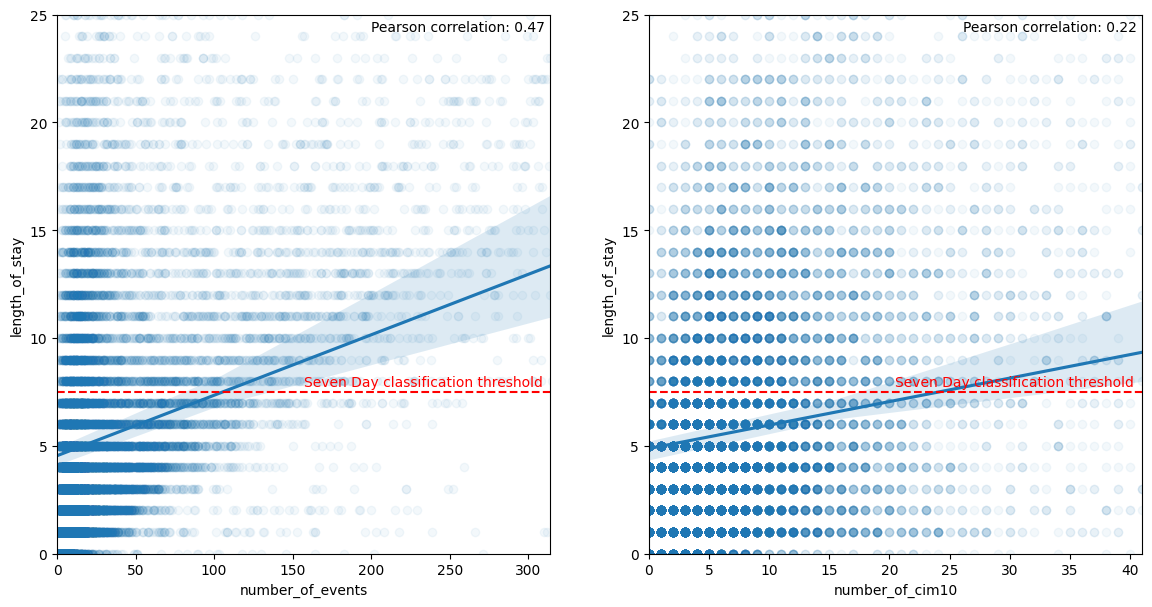 Pearson correlation: 0.47
25
20
15
10
5
0
length_of_stay
Seven Day classification threshold
0 50 100 150 200 250 300
number_of_events
Pearson correlation: 0.22
25
20
15
10
5
0
length_of_stay
Seven Day classification threshold
0 5 10 15 20 25 30 35 40
number_of_cim10